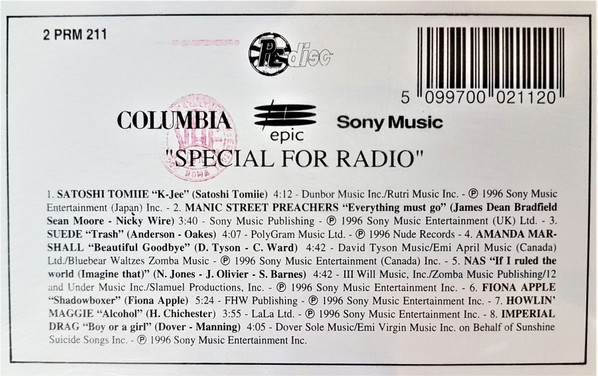 2 PRM 211
PRdisc
5 099700 021120
COLUMBIA epic Sony Music
ROMA
"SPECIAL FOR RADIO"
1. SATOSHI TOMIIE "K-Jee" (Satoshi Tomiie) 4:12 - Dunbor Music Inc./Rutri Music Inc. - ℗ 1996 Sony Music
Entertainment (Japan) Inc. - 2. MANIC STREET PREACHERS "Everything must go" (James Dean Bradfield
Sean Moore - Nicky Wire) 3:40 - Sony Music Publishing - ℗ 1996 Sony Music Entertainment (UK) Ltd. - 3.
SUEDE "Trash" (Anderson - Oakes) 4:07 - PolyGram Music Ltd. - ℗ 1996 Nude Records - 4. AMANDA MAR-
SHALL "Beautiful Goodbye" (D. Tyson - C. Ward) 4:42 - David Tyson Music/Emi April Music (Canada)
Ltd./Bluebear Waltzes Zomba Music - ℗ 1996 Sony Music Entertainment (Canada) Inc. - 5. NAS "If I ruled the
world (Imagine that)" (N. Jones - J. Olivier - S. Barnes) 4:42 - III Will Music, Inc./Zomba Music Publishing/12
and Under Music Inc./Slamuel Productions, Inc. - ℗ 1996 Sony Music Entertainment Inc. - 6. FIONA APPLE
"Shadowboxer" (Fiona Apple) 5:24 - FHW Publishing - ℗ 1996 Sony Music Entertainment Inc. - 7. HOWLIN'
MAGGIE "Alcohol" (H. Chichester) 3:55 - LaLa Ltd. - ℗ 1996 Sony Music Entertainment Inc. - 8. IMPERIAL
DRAG "Boy or a girl" (Dover - Manning) 4:05 - Dover Sole Music/Emi Virgin Music Inc. on Behalf of Sunshine
Suicide Songs Inc. - ℗ 1996 Sony Music Entertainment Inc.